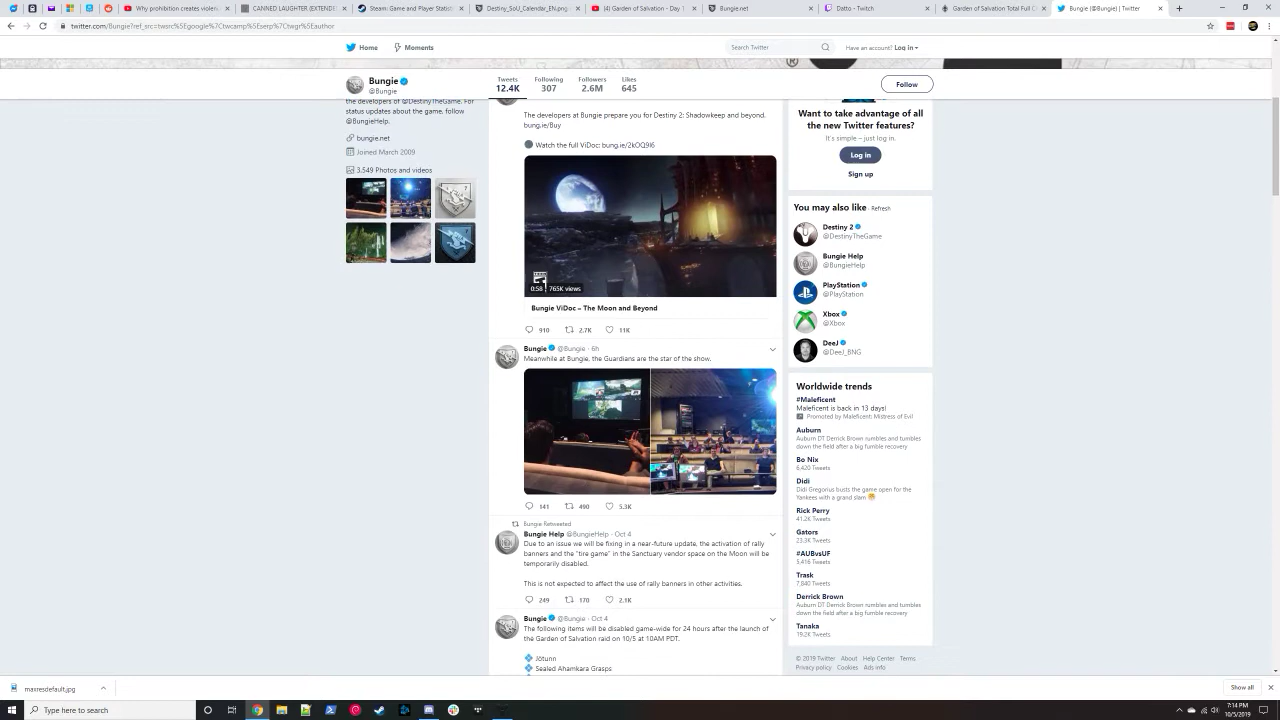 Why prohibition creates violenc
CANNED LAUGHTER (EXTENDE
Steam: Game and Player Statist
Destiny_SoU_Calendar_EN.png
(4) Garden of Salvation - Day 1
Bungie.net
Datto - Twitch
Garden of Salvation Total Full C
Bungie (@Bungie) | Twitter
twitter.com/Bungie?ref_src=twsrc%5Egoogle%7Ctwcamp%5Eserp%7Ctwgr%5Eauthor
Home
Moments
Search Twitter
Have an account? Log in
Bungie
@Bungie
Tweets
12.4K
Following
307
Followers
2.6M
Likes
645
Follow
the developers of @DestinyTheGame. For
status updates about the game, follow
@BungieHelp.
bungie.net
Joined March 2009
3,549 Photos and videos
The developers at Bungie prepare you for Destiny 2: Shadowkeep and beyond.
bung.ie/Buy
Watch the full ViDoc: bung.ie/2kOQ9I6
0:58
765K views
Bungie ViDoc – The Moon and Beyond
910
2.7K
11K
Bungie @Bungie · 6h
Meanwhile at Bungie, the Guardians are the star of the show.
141
490
5.3K
Bungie Retweeted
Bungie Help @BungieHelp · Oct 4
Due to an issue we will be fixing in a near-future update, the activation of rally
banners and the "tire game" in the Sanctuary vendor space on the Moon will be
temporarily disabled.
This is not expected to affect the use of rally banners in other activities.
249
170
2.1K
Bungie @Bungie · Oct 4
The following items will be disabled game-wide for 24 hours after the launch of
the Garden of Salvation raid on 10/5 at 10AM PDT.
Jötunn
Sealed Ahamkara Grasps
Want to take advantage of all
the new Twitter features?
It's simple – just log in.
Log in
Sign up
You may also like · Refresh
Destiny 2
@DestinyTheGame
Bungie Help
@BungieHelp
PlayStation
@PlayStation
Xbox
@Xbox
DeeJ
@DeeJ_BNG
Worldwide trends
#Maleficent
Maleficent is back in 13 days!
Promoted by Maleficent: Mistress of Evil
Auburn
Auburn DT Derrick Brown rumbles and tumbles
down the field after a big fumble recovery
Bo Nix
6,420 Tweets
Didi
Didi Gregorius busts the game open for the
Yankees with a grand slam
Rick Perry
41.2K Tweets
Gators
23.3K Tweets
#AUBvsUF
5,416 Tweets
Trask
7,840 Tweets
Derrick Brown
Auburn DT Derrick Brown rumbles and tumbles
down the field after a big fumble recovery
Tanaka
19.2K Tweets
© 2019 Twitter About Help Center Terms
Privacy policy Cookies Ads info
maxresdefault.jpg
Show all
Type here to search
7:14 PM
10/5/2019